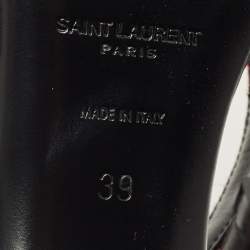 SAINT LAURENT
PARIS
MADE IN ITALY
39